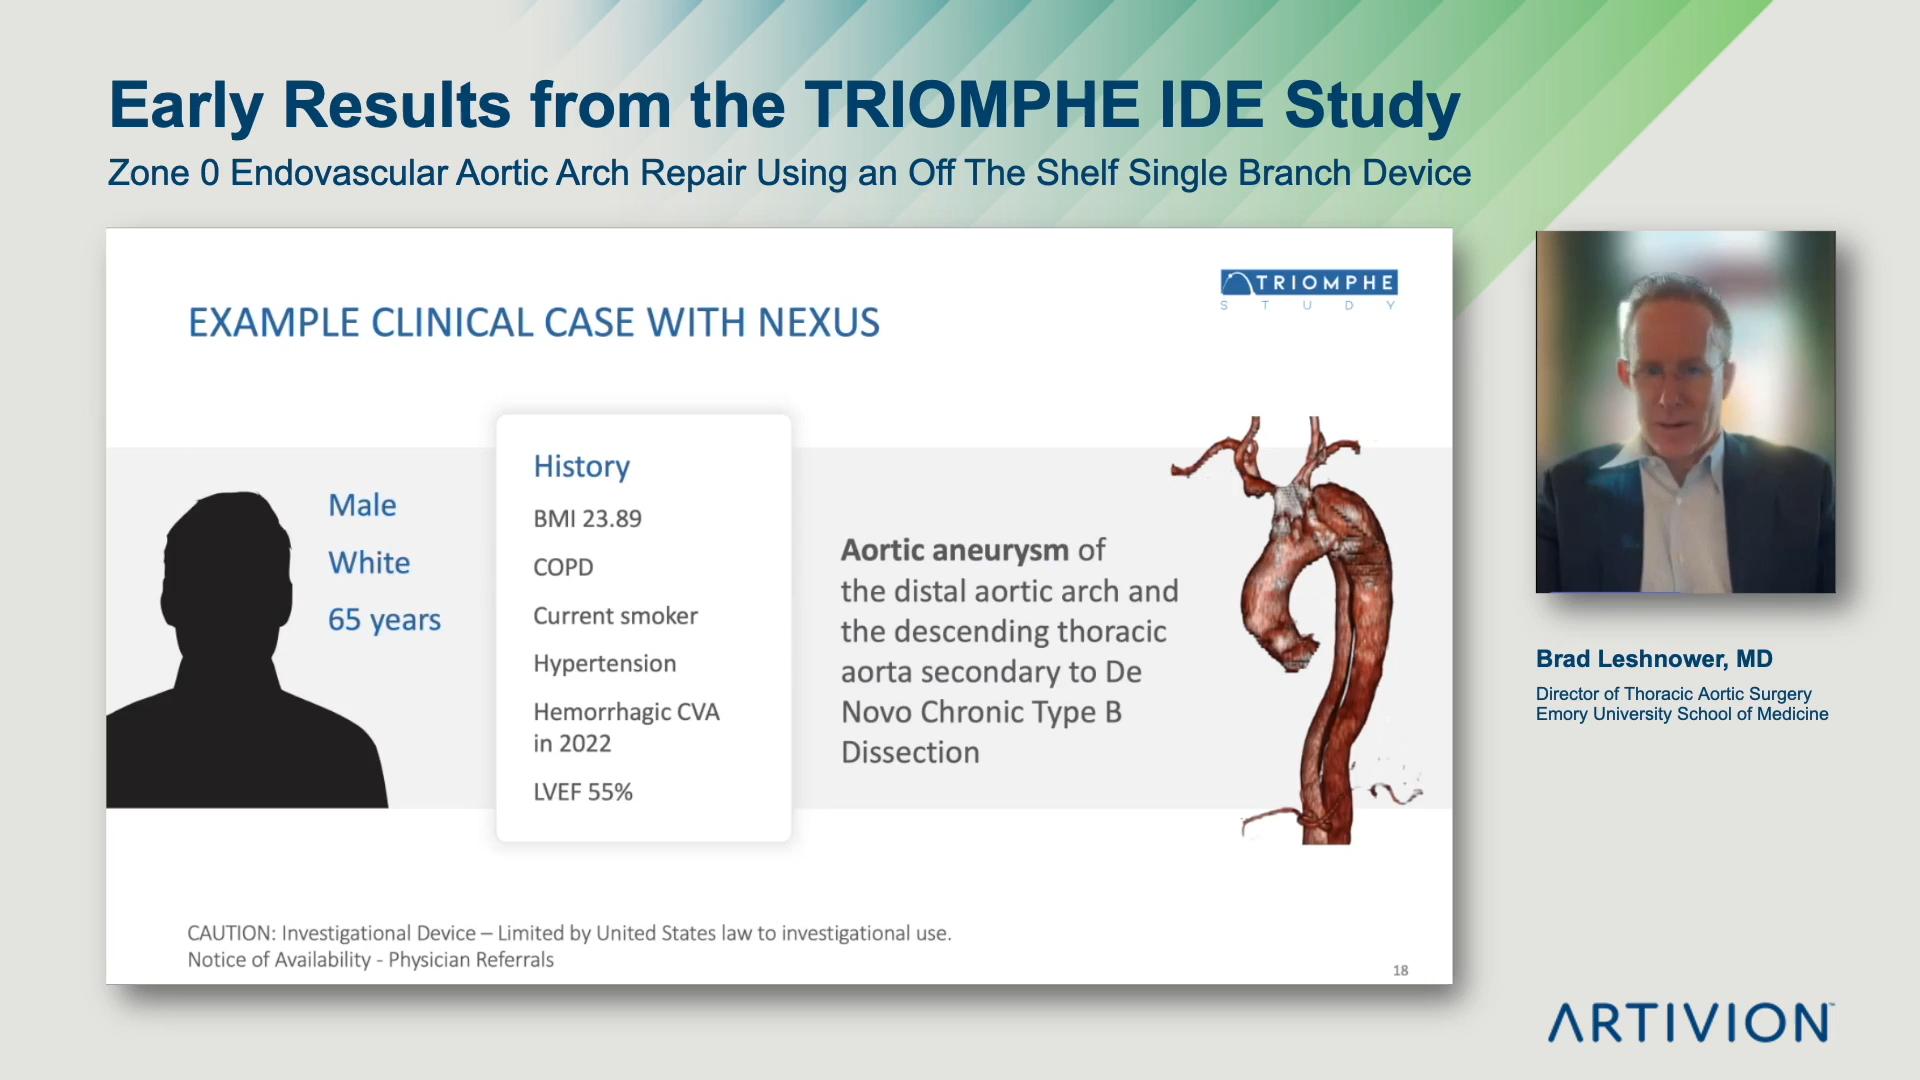 Early Results from the TRIOMPHE IDE Study
Zone 0 Endovascular Aortic Arch Repair Using an Off The Shelf Single Branch Device
TRIOMPHE
STUDY
EXAMPLE CLINICAL CASE WITH NEXUS
Male
White
65 years
History
BMI 23.89
COPD
Current smoker
Hypertension
Hemorrhagic CVA
in 2022
LVEF 55%
Aortic aneurysm of
the distal aortic arch and
the descending thoracic
aorta secondary to De
Novo Chronic Type B
Dissection
CAUTION: Investigational Device – Limited by United States law to investigational use.
Notice of Availability - Physician Referrals
18
Brad Leshnower, MD
Director of Thoracic Aortic Surgery
Emory University School of Medicine
ARTIVION™